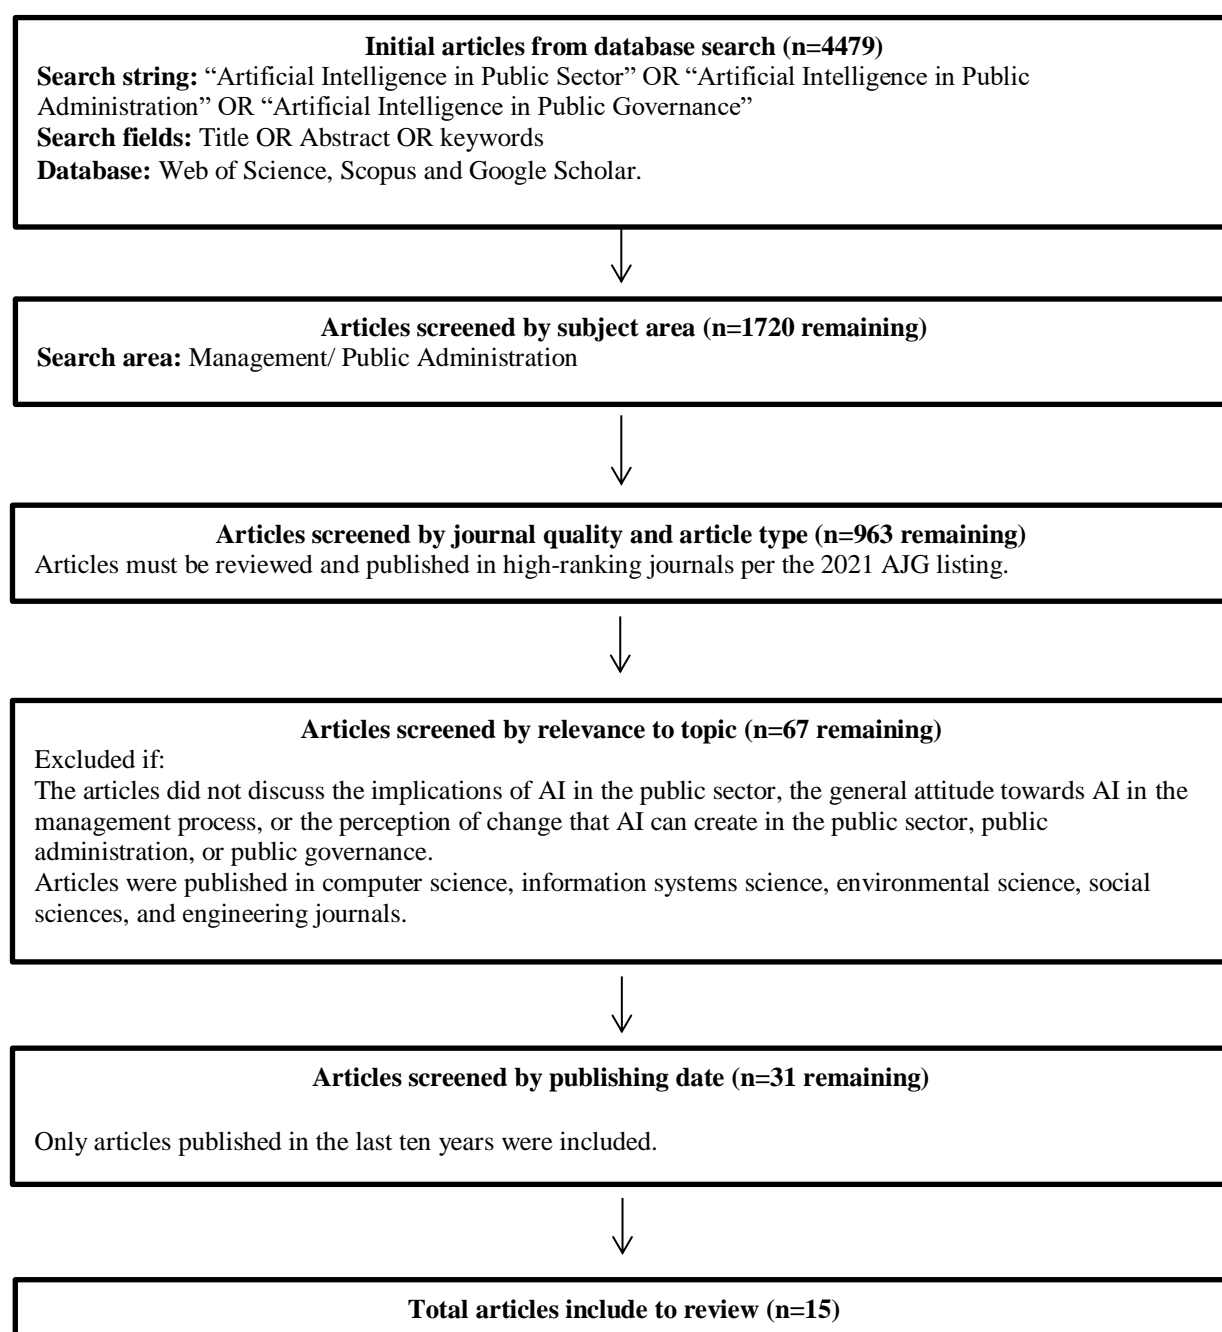 Initial articles from database search (n=4479)
Search string: “Artificial Intelligence in Public Sector” OR “Artificial Intelligence in Public
Administration” OR “Artificial Intelligence in Public Governance”
Search fields: Title OR Abstract OR keywords
Database: Web of Science, Scopus and Google Scholar.
Articles screened by subject area (n=1720 remaining)
Search area: Management/ Public Administration
Articles screened by journal quality and article type (n=963 remaining)
Articles must be reviewed and published in high-ranking journals per the 2021 AJG listing.
Articles screened by relevance to topic (n=67 remaining)
Excluded if:
The articles did not discuss the implications of AI in the public sector, the general attitude towards AI in the
management process, or the perception of change that AI can create in the public sector, public
administration, or public governance.
Articles were published in computer science, information systems science, environmental science, social
sciences, and engineering journals.
Articles screened by publishing date (n=31 remaining)
Only articles published in the last ten years were included.
Total articles include to review (n=15)